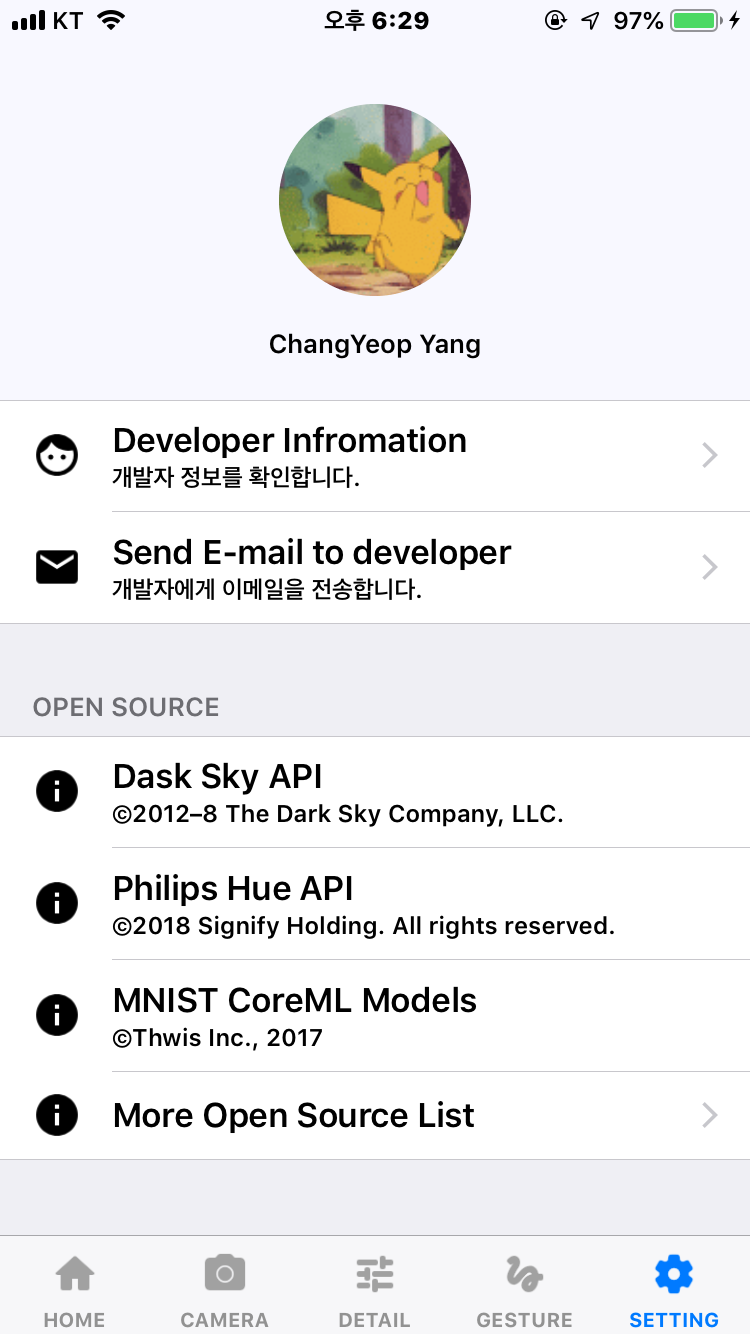 KT 오후 6:29 97%
ChangYeop Yang
Developer Infromation
개발자 정보를 확인합니다.
Send E-mail to developer
개발자에게 이메일을 전송합니다.
OPEN SOURCE
Dask Sky API
©2012–8 The Dark Sky Company, LLC.
Philips Hue API
©2018 Signify Holding. All rights reserved.
MNIST CoreML Models
©Thwis Inc., 2017
More Open Source List
HOME CAMERA DETAIL GESTURE SETTING